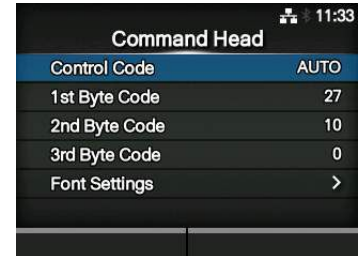 11:33
Command Head
Control Code AUTO
1st Byte Code 27
2nd Byte Code 10
3rd Byte Code 0
Font Settings >